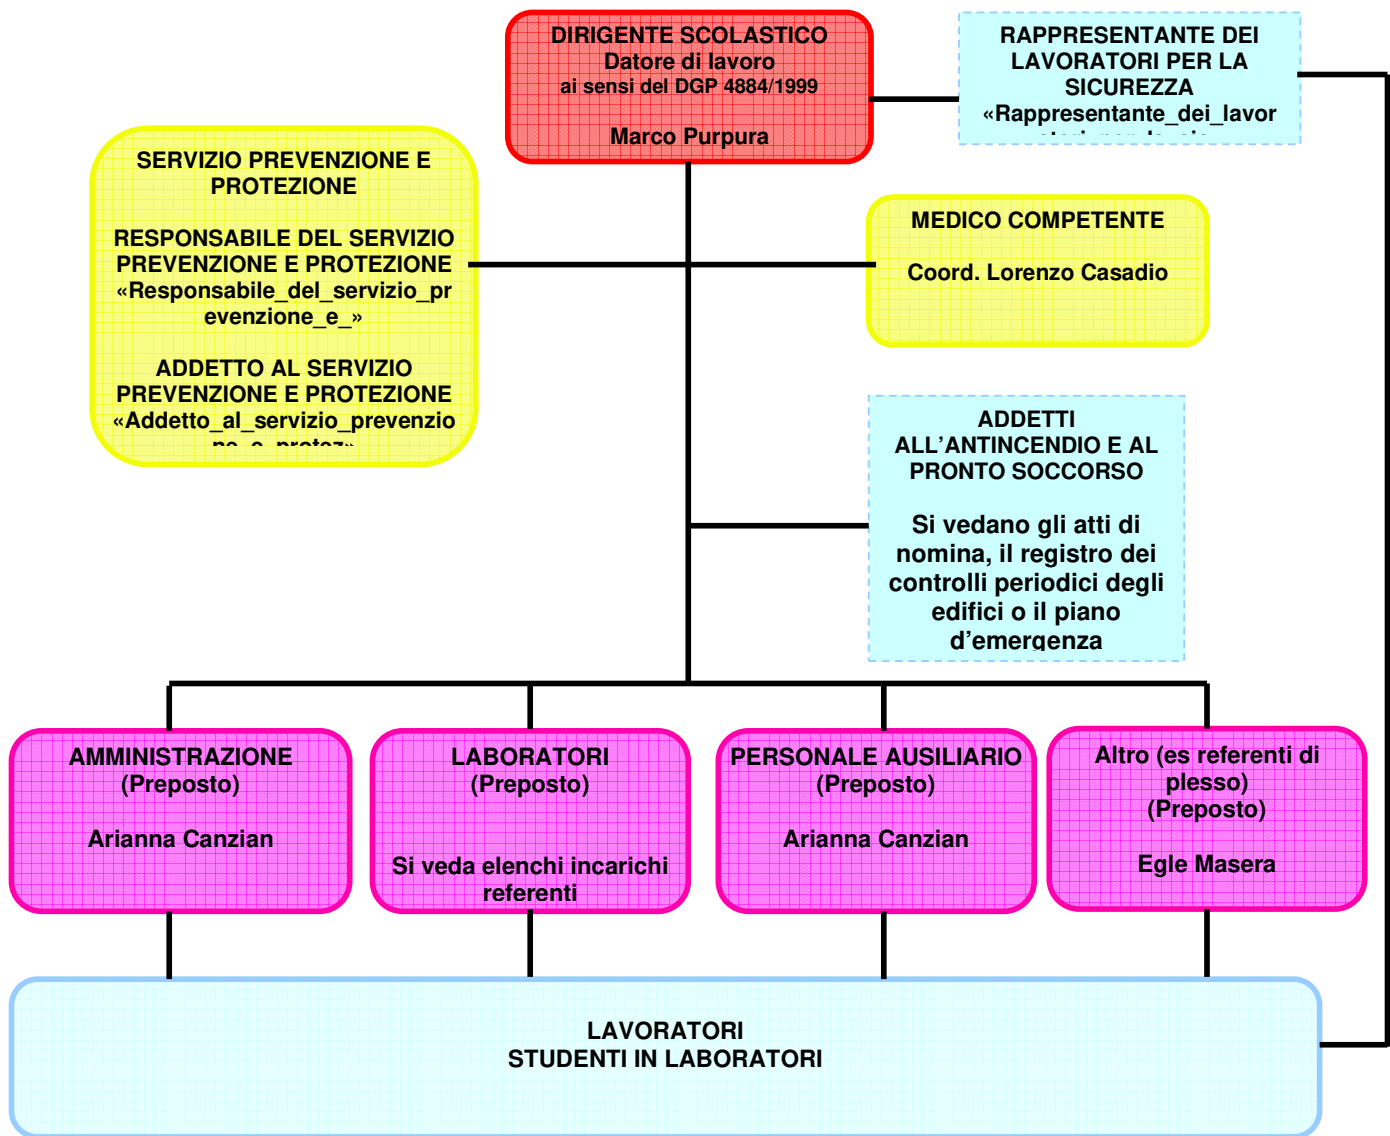 DIRIGENTE SCOLASTICO
Datore di lavoro
ai sensi del DGP 4884/1999
Marco Purpura
RAPPRESENTANTE DEI
LAVORATORI PER LA
SICUREZZA
«Rappresentante_dei_lavor
SERVIZIO PREVENZIONE E
PROTEZIONE
RESPONSABILE DEL SERVIZIO
PREVENZIONE E PROTEZIONE
«Responsabile_del_servizio_pr
evenzione_e_»
ADDETTO AL SERVIZIO
PREVENZIONE E PROTEZIONE
«Addetto_al_servizio_prevenzio
ne_e_protez»
MEDICO COMPETENTE
Coord. Lorenzo Casadio
ADDETTI
ALL’ANTINCENDIO E AL
PRONTO SOCCORSO
Si vedano gli atti di
nomina, il registro dei
controlli periodici degli
edifici o il piano
d’emergenza
AMMINISTRAZIONE
(Preposto)
Arianna Canzian
LABORATORI
(Preposto)
Si veda elenchi incarichi
referenti
PERSONALE AUSILIARIO
(Preposto)
Arianna Canzian
Altro (es referenti di
plesso)
(Preposto)
Egle Masera
LAVORATORI
STUDENTI IN LABORATORI